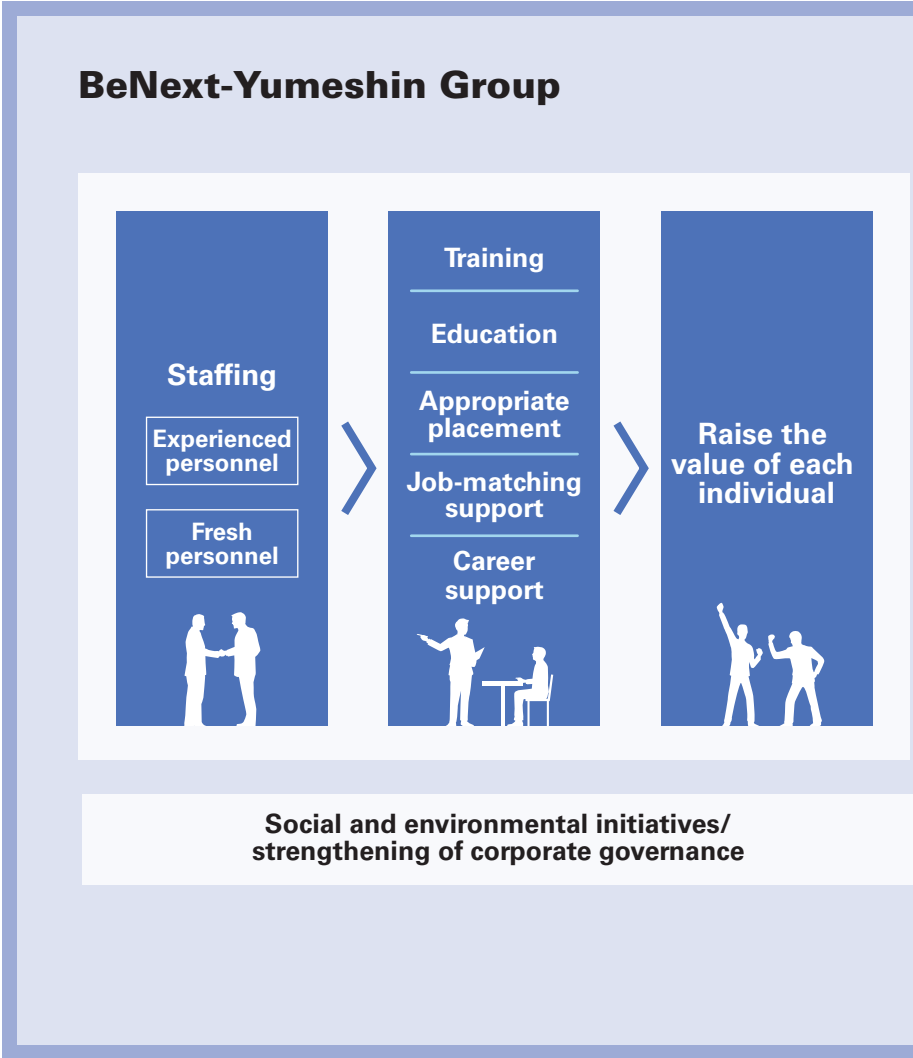 BeNext-Yumeshin Group
Staffing
Experienced
personnel
Fresh
personnel
Training
Education
Appropriate
placement
Job-matching
support
Career
support
Raise the
value of each
individual
Social and environmental initiatives/
strengthening of corporate governance